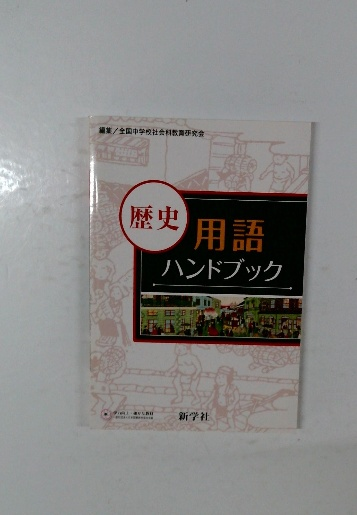 編集／全国中学校社会科教育研究会
歴史
用語
ハンドブック
新学社